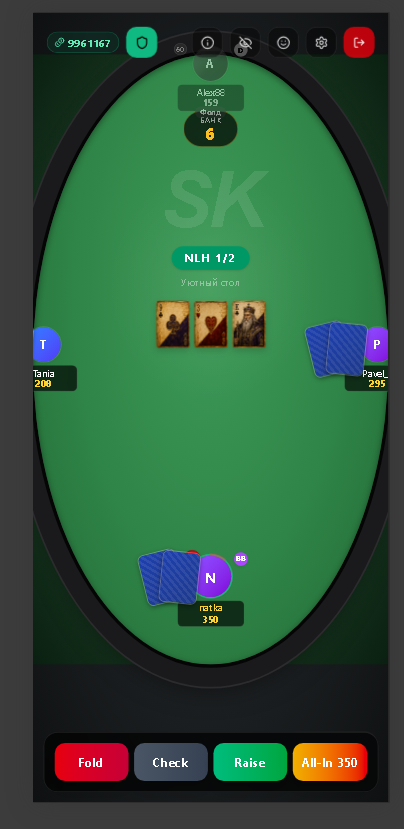 9961167
60
D
A
Alex88
159
Фолд
БАНК
6
SK
NLH 1/2
Уютный стол
T
Tania
200
P
Pavel_
295
BB
N
natka
350
Fold
Check
Raise
All-In 350